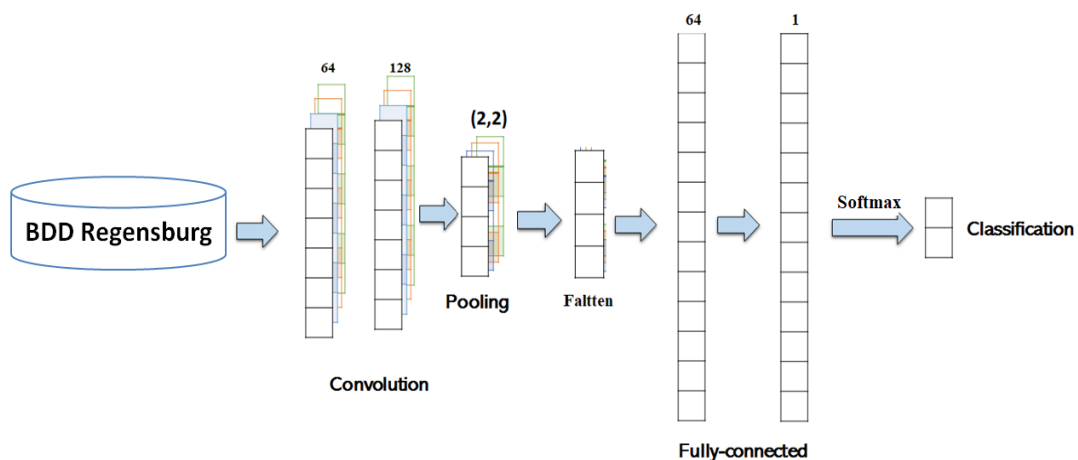 BDD Regensburg
64
128
Convolution
(2,2)
Pooling
Faltten
64
1
Fully-connected
Softmax
Classification